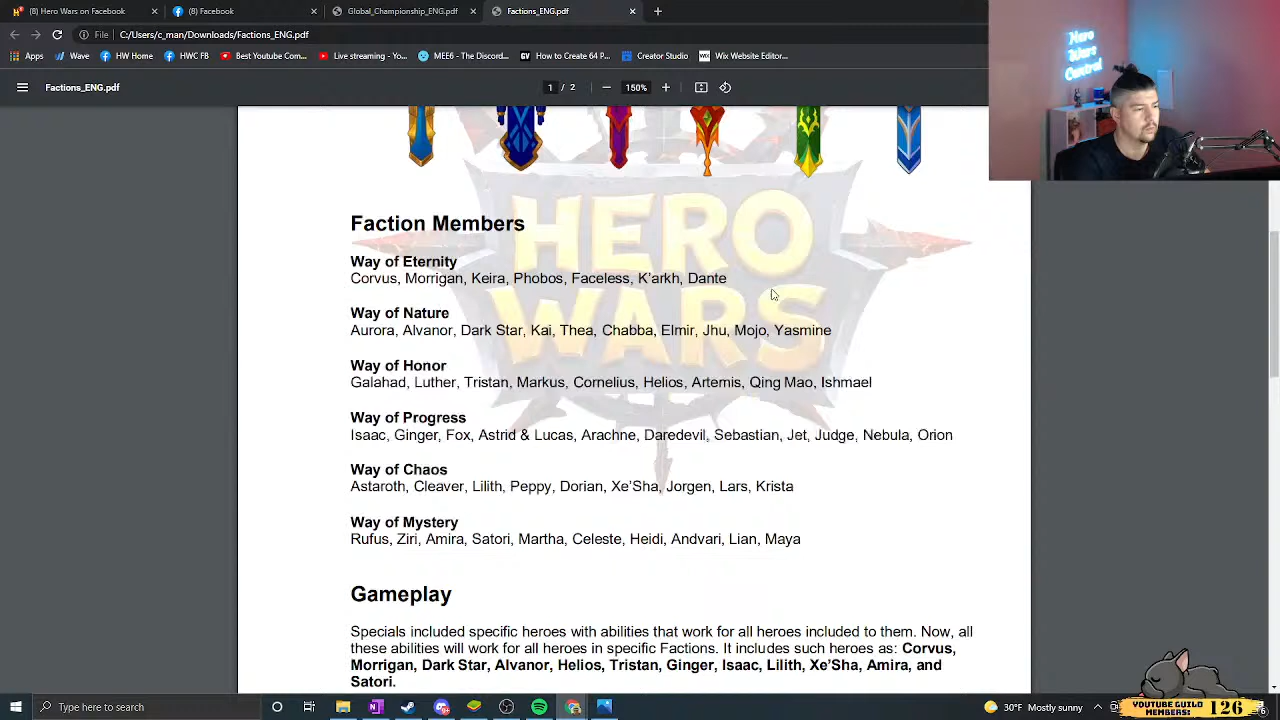 (8) Hero Wars on Facebook
(8) Facebook
Global_Championship_ENG.pdf
Factions_ENG.pdf
File
C:/Users/c_man/Downloads/Factions_ENG.pdf
Apps
Wave
HW Home
HWC FB
Best Youtube Com...
Live streaming - Yo...
MEE6 - The Discord...
How to Create 64 P...
Creator Studio
Wix Website Editor...
Factions_ENG.pdf
1 / 2
150%
Hero
Wars
Central
HERO
WARS
Faction Members
Way of Eternity
Corvus, Morrigan, Keira, Phobos, Faceless, K'arkh, Dante
Way of Nature
Aurora, Alvanor, Dark Star, Kai, Thea, Chabba, Elmir, Jhu, Mojo, Yasmine
Way of Honor
Galahad, Luther, Tristan, Markus, Cornelius, Helios, Artemis, Qing Mao, Ishmael
Way of Progress
Isaac, Ginger, Fox, Astrid & Lucas, Arachne, Daredevil, Sebastian, Jet, Judge, Nebula, Orion
Way of Chaos
Astaroth, Cleaver, Lilith, Peppy, Dorian, Xe'Sha, Jorgen, Lars, Krista
Way of Mystery
Rufus, Ziri, Amira, Satori, Martha, Celeste, Heidi, Andvari, Lian, Maya
Gameplay
Specials included specific heroes with abilities that work for all heroes included to them. Now, all
these abilities will work for all heroes in specific Factions. It includes such heroes as: Corvus,
Morrigan, Dark Star, Alvanor, Helios, Tristan, Ginger, Isaac, Lilith, Xe'Sha, Amira, and
Satori.
Type here to search
30°F Mostly sunny
YOUTUBE GUILD
MEMBERS: 126